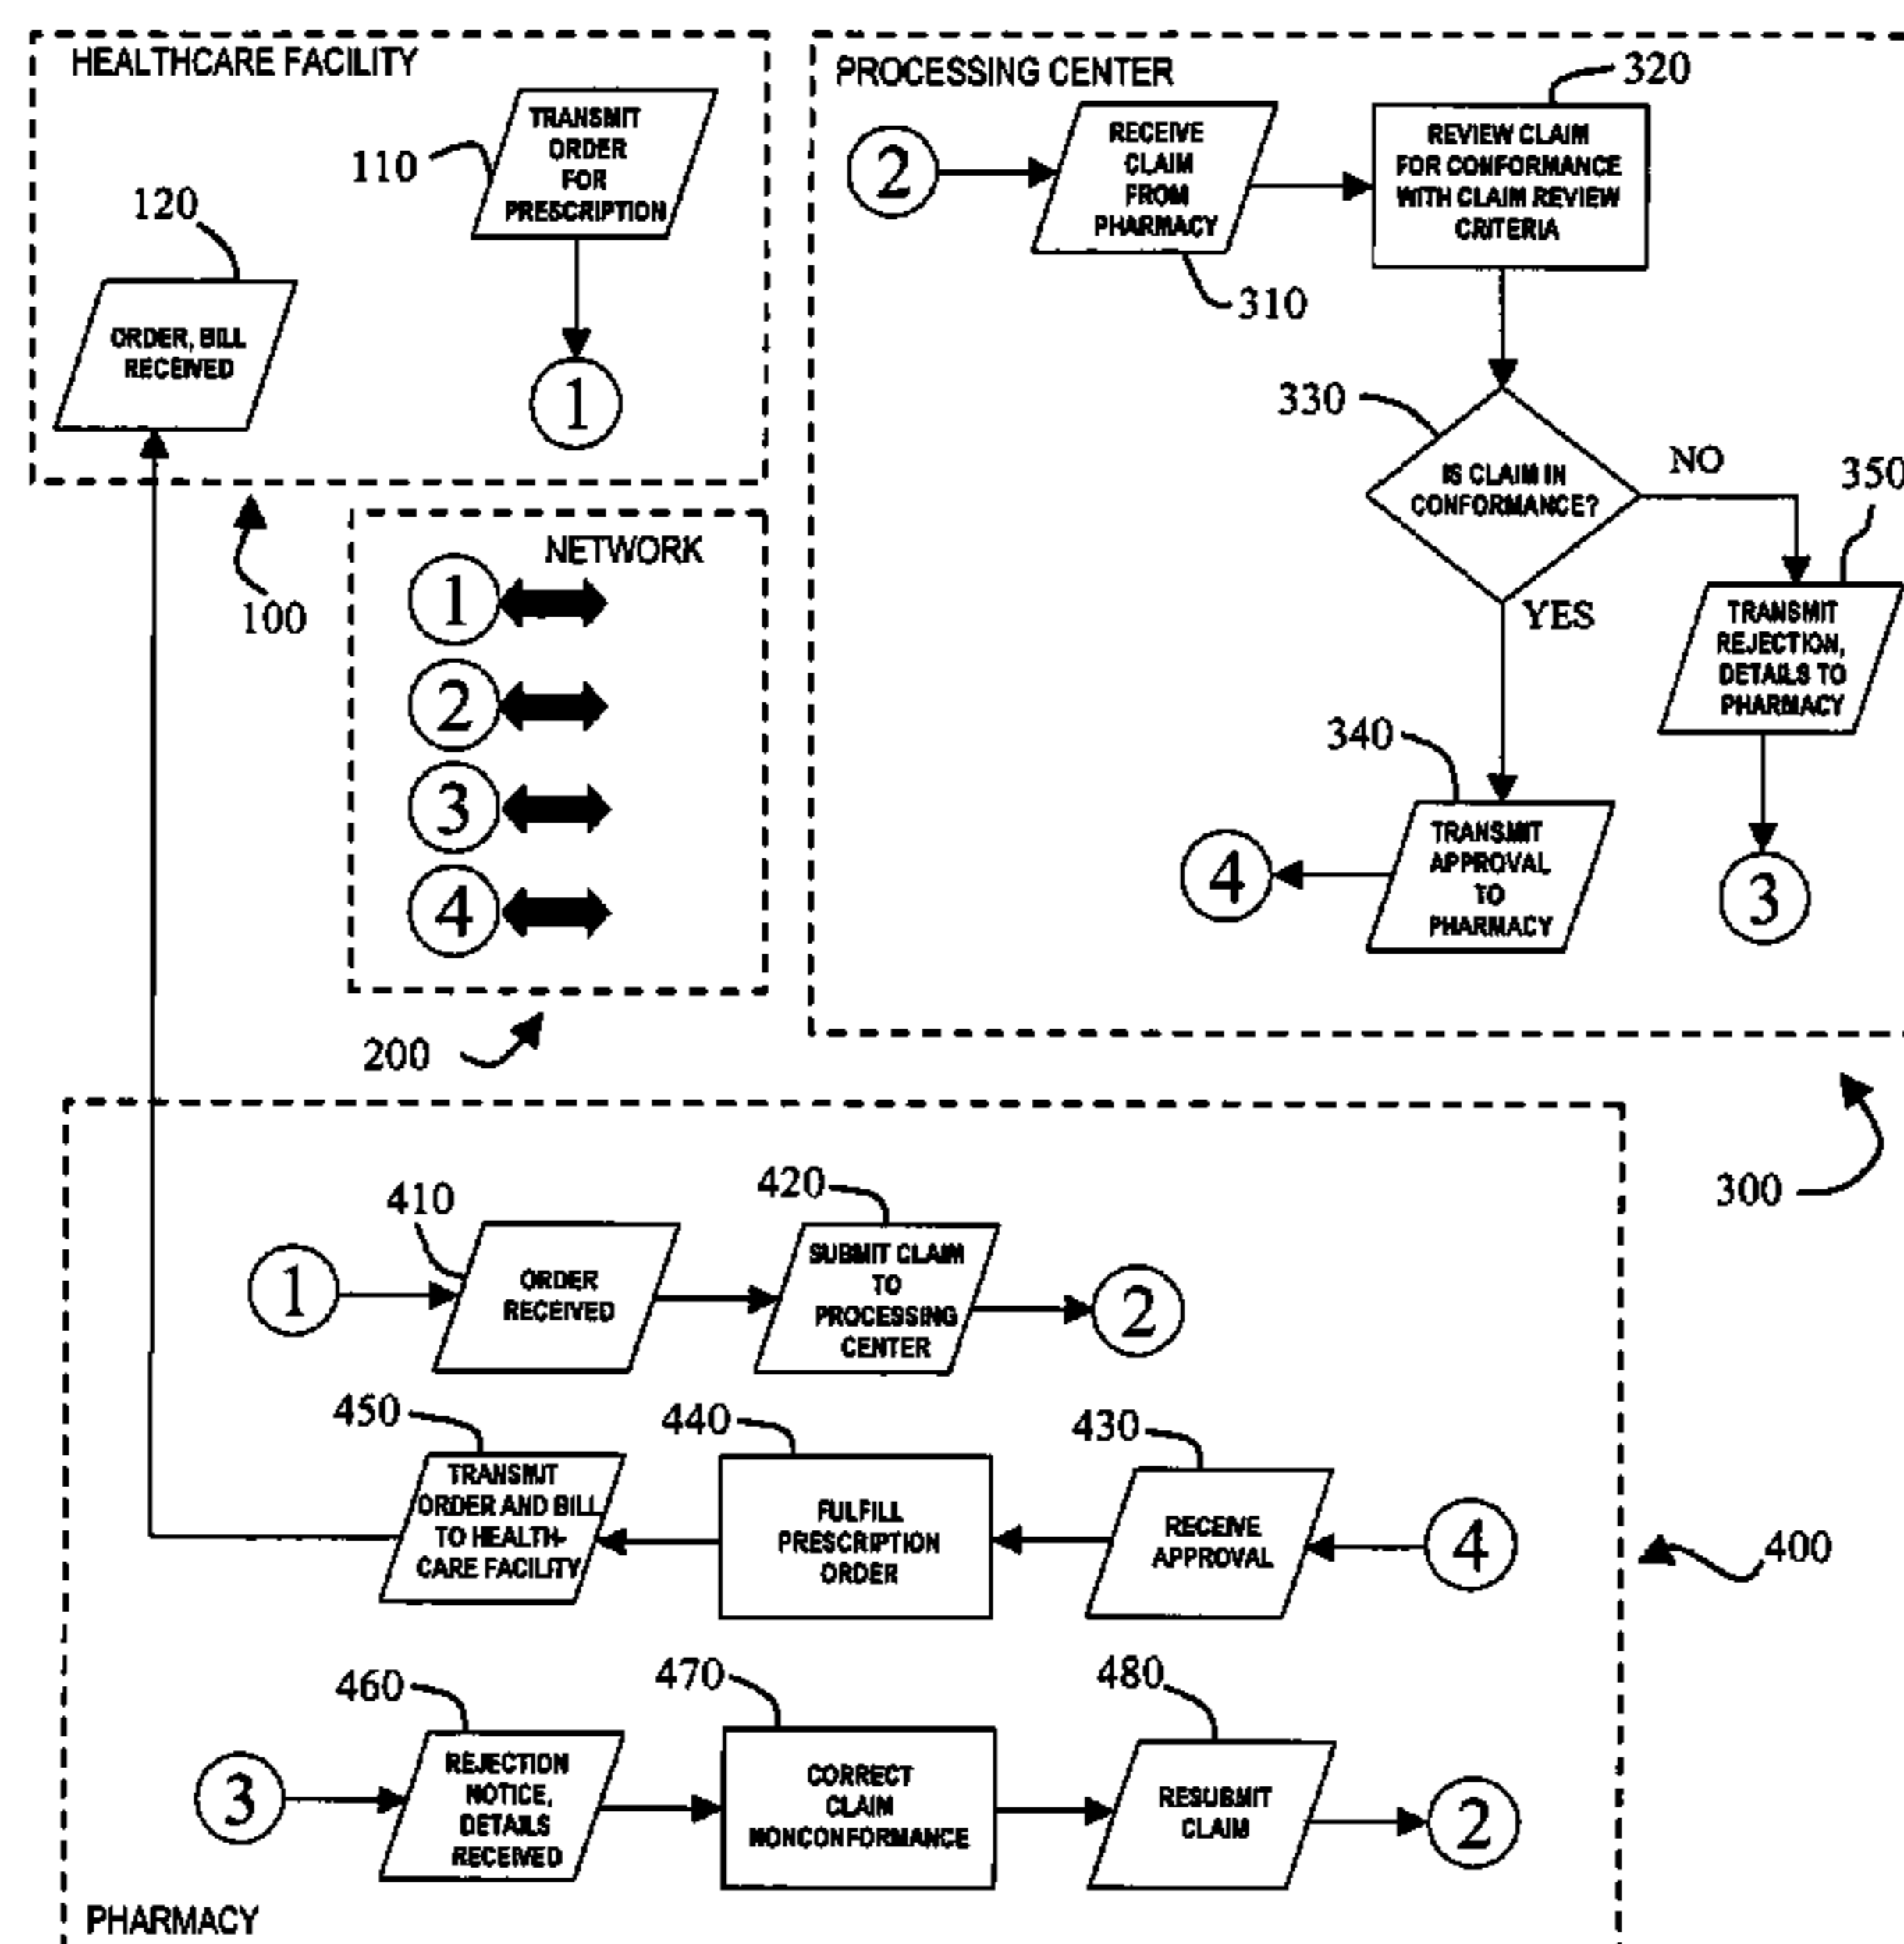 HEALTHCARE FACILITY
110
TRANSMIT
ORDER
FOR
PRESCRIPTION
120
ORDER, BILL
RECEIVED
1
100
NETWORK
1
2
3
4
200
PROCESSING CENTER
2
RECEIVE
CLAIM
FROM
PHARMACY
310
320
REVIEW CLAIM
FOR CONFORMANCE
WITH CLAIM REVIEW
CRITERIA
330
IS CLAIM IN
CONFORMANCE?
NO
YES
350
TRANSMIT
REJECTION,
DETAILS TO
PHARMACY
3
340
TRANSMIT
APPROVAL
TO
PHARMACY
4
300
1
410
ORDER
RECEIVED
420
SUBMIT CLAIM
TO
PROCESSING
CENTER
2
450
TRANSMIT
ORDER AND BILL
TO HEALTH-
CARE FACILITY
440
FULFILL
PRESCRIPTION
ORDER
430
RECEIVE
APPROVAL
4
400
3
460
REJECTION
NOTICE,
DETAILS
RECEIVED
470
CORRECT
CLAIM
NONCONFORMANCE
480
RESUBMIT
CLAIM
2
PHARMACY